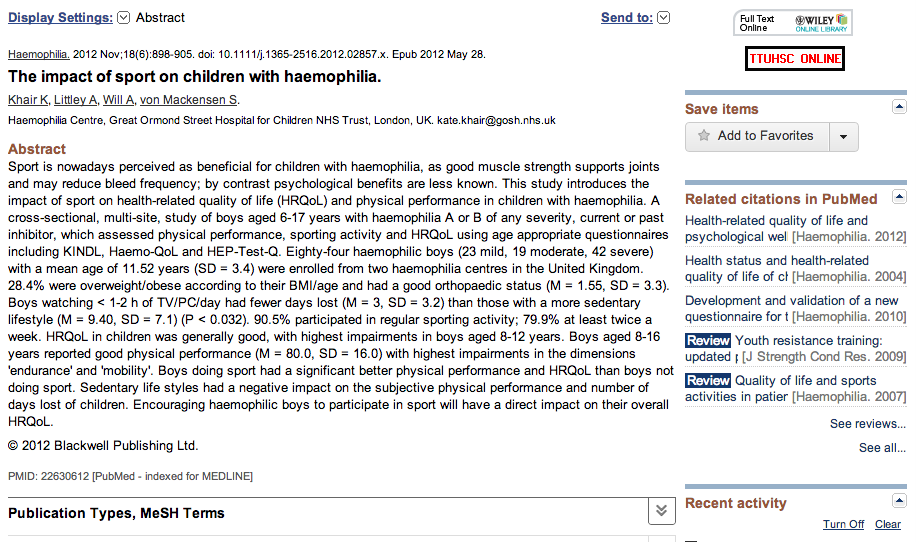 Display Settings: Abstract
Send to:
Haemophilia. 2012 Nov;18(6):898-905. doi: 10.1111/j.1365-2516.2012.02857.x. Epub 2012 May 28.
The impact of sport on children with haemophilia.
Khair K, Littley A, Will A, von Mackensen S.
Haemophilia Centre, Great Ormond Street Hospital for Children NHS Trust, London, UK. kate.khair@gosh.nhs.uk
Abstract
Sport is nowadays perceived as beneficial for children with haemophilia, as good muscle strength supports joints
and may reduce bleed frequency; by contrast psychological benefits are less known. This study introduces the
impact of sport on health-related quality of life (HRQoL) and physical performance in children with haemophilia. A
cross-sectional, multi-site, study of boys aged 6-17 years with haemophilia A or B of any severity, current or past
inhibitor, which assessed physical performance, sporting activity and HRQoL using age appropriate questionnaires
including KINDL, Haemo-QoL and HEP-Test-Q. Eighty-four haemophilic boys (23 mild, 19 moderate, 42 severe)
with a mean age of 11.52 years (SD = 3.4) were enrolled from two haemophilia centres in the United Kingdom.
28.4% were overweight/obese according to their BMI/age and had a good orthopaedic status (M = 1.55, SD = 3.3).
Boys watching < 1-2 h of TV/PC/day had fewer days lost (M = 3, SD = 3.2) than those with a more sedentary
lifestyle (M = 9.40, SD = 7.1) (P < 0.032). 90.5% participated in regular sporting activity; 79.9% at least twice a
week. HRQoL in children was generally good, with highest impairments in boys aged 8-12 years. Boys aged 8-16
years reported good physical performance (M = 80.0, SD = 16.0) with highest impairments in the dimensions
'endurance' and 'mobility'. Boys doing sport had a significant better physical performance and HRQoL than boys not
doing sport. Sedentary life styles had a negative impact on the subjective physical performance and number of
days lost of children. Encouraging haemophilic boys to participate in sport will have a direct impact on their overall
HRQoL.
© 2012 Blackwell Publishing Ltd.
PMID: 22630612 [PubMed - indexed for MEDLINE]
Publication Types, MeSH Terms
Full Text
Online
WILEY
ONLINE LIBRARY
TTUHSC ONLINE
Save items
Add to Favorites
Related citations in PubMed
Health-related quality of life and
psychological wel [Haemophilia. 2012]
Health status and health-related
quality of life of cl [Haemophilia. 2004]
Development and validation of a new
questionnaire for t [Haemophilia. 2010]
Review Youth resistance training:
updated p [J Strength Cond Res. 2009]
Review Quality of life and sports
activities in patier [Haemophilia. 2007]
See reviews...
See all...
Recent activity
Turn Off Clear